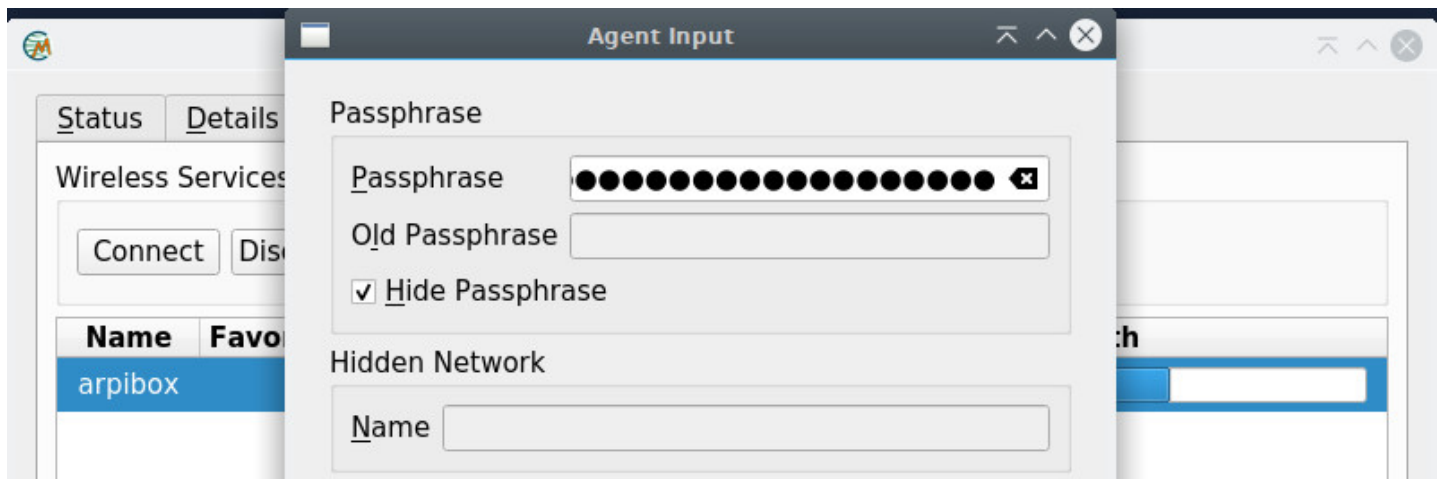 Agent Input
Status Details
Passphrase
Wireless Services
Passphrase
Old Passphrase
Connect
Hide Passphrase
Name
Hidden Network
arpibox
Name